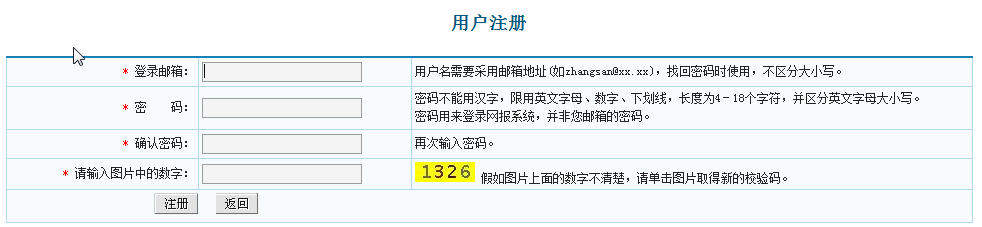 用户注册
* 登录邮箱: 用户名需要采用邮箱地址(如zhangsan@xx.xx)，找回密码时使用，不区分大小写。
* 密　　码: 密码不能用汉字，限用英文字母、数字、下划线，长度为4－18个字符，并区分英文字母大小写。
密码用来登录网报系统，并非您邮箱的密码。
* 确认密码: 再次输入密码。
* 请输入图片中的数字: 1326 假如图片上面的数字不清楚，请单击图片取得新的校验码。
注册 返回